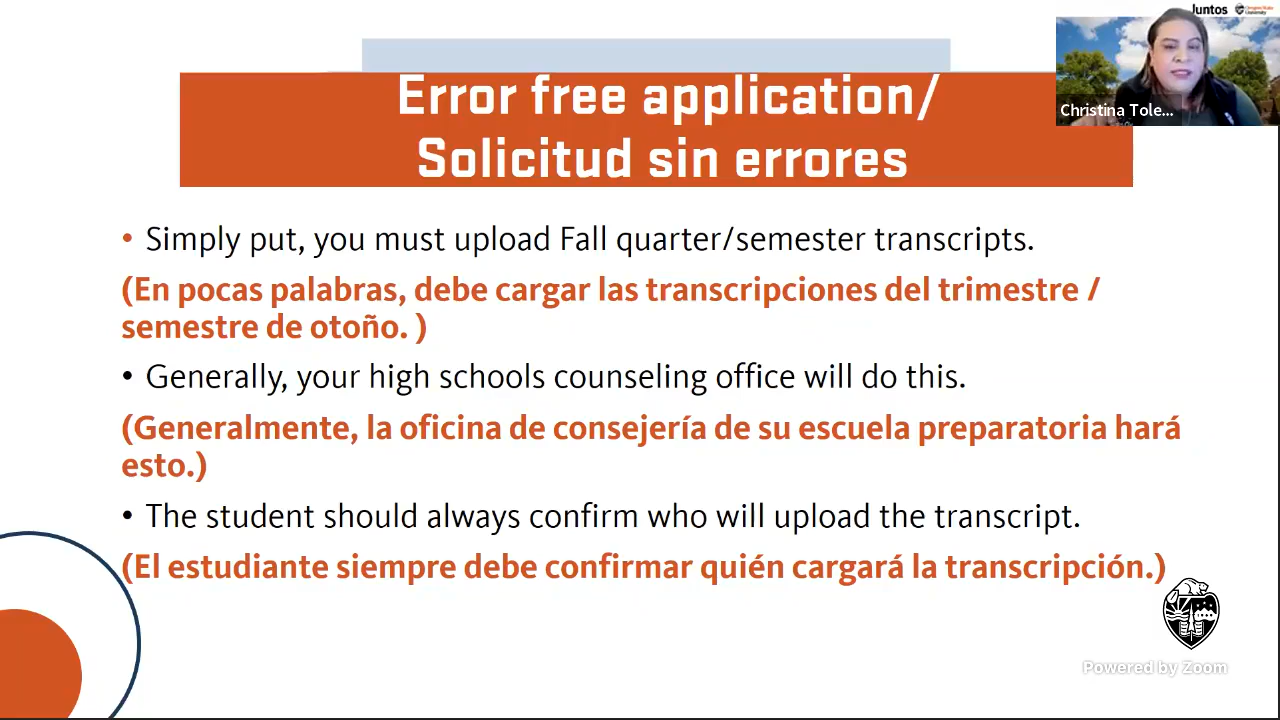 Juntos
Oregon State
University
Christina Tole...
Error free application/
Solicitud sin errores
• Simply put, you must upload Fall quarter/semester transcripts.
(En pocas palabras, debe cargar las transcripciones del trimestre /
semestre de otoño. )
• Generally, your high schools counseling office will do this.
(Generalmente, la oficina de consejería de su escuela preparatoria hará
esto.)
• The student should always confirm who will upload the transcript.
(El estudiante siempre debe confirmar quién cargará la transcripción.)
Powered by Zoom